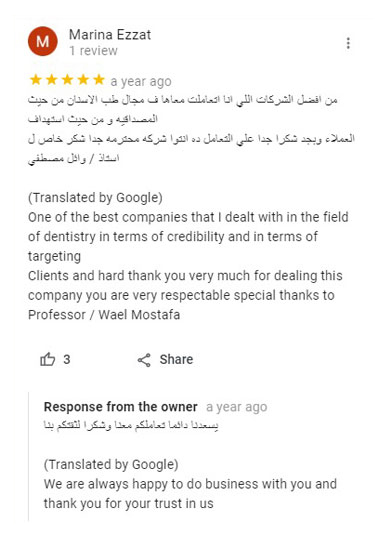 M
Marina Ezzat
1 review
a year ago
من افضل الشركات اللي انا اتعاملت معاها ف مجال طب الاسنان من حيث
المصداقيه و من حيث استهداف
العملاء وبجد شكرا جدا علي التعامل ده انتوا شركه محترمه جدا شكر خاص ل
استاذ / وائل مصطفي
(Translated by Google)
One of the best companies that I dealt with in the field
of dentistry in terms of credibility and in terms of
targeting
Clients and hard thank you very much for dealing this
company you are very respectable special thanks to
Professor / Wael Mostafa
3
Share
Response from the owner a year ago
يسعدنا دائما تعاملكم معنا وشكرا لثقتكم بنا
(Translated by Google)
We are always happy to do business with you and
thank you for your trust in us